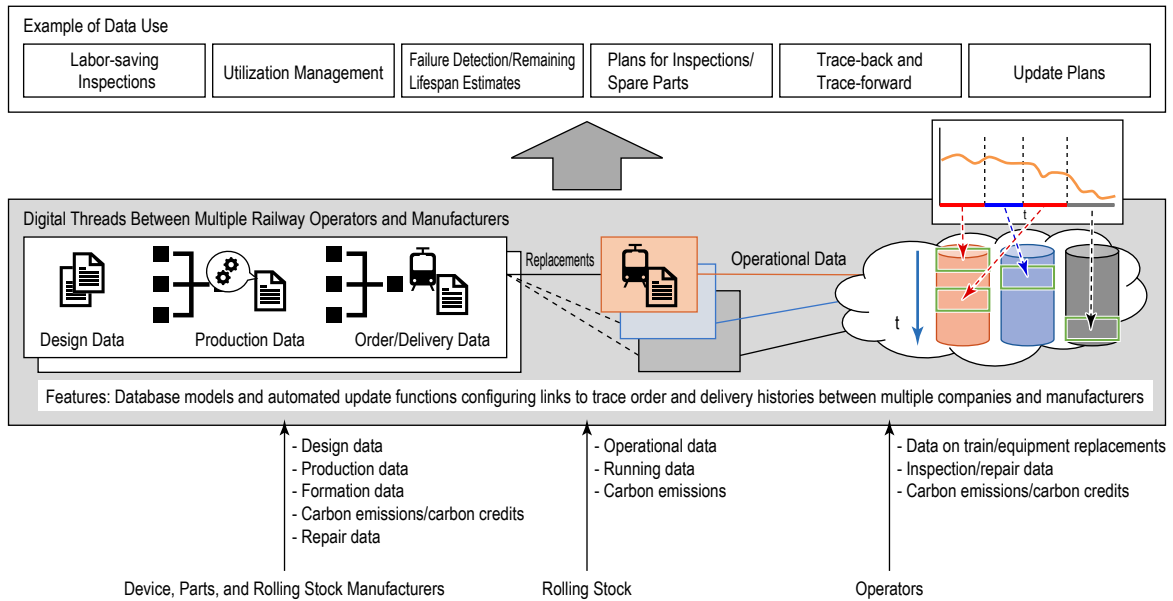 Example of Data Use
Labor-saving
Inspections
Utilization Management
Failure Detection/Remaining
Lifespan Estimates
Plans for Inspections/
Spare Parts
Trace-back and
Trace-forward
Update Plans
t
Digital Threads Between Multiple Railway Operators and Manufacturers
Design Data
Production Data
Order/Delivery Data
Replacements
Operational Data
t
Features: Database models and automated update functions configuring links to trace order and delivery histories between multiple companies and manufacturers
- Design data
- Production data
- Formation data
- Carbon emissions/carbon credits
- Repair data
- Operational data
- Running data
- Carbon emissions
- Data on train/equipment replacements
- Inspection/repair data
- Carbon emissions/carbon credits
Device, Parts, and Rolling Stock Manufacturers
Rolling Stock
Operators